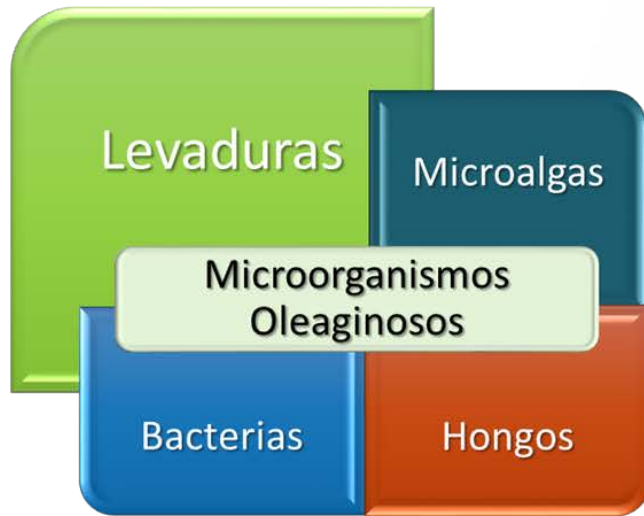 Levaduras
Microalgas
Microorganismos
Oleaginosos
Bacterias
Hongos